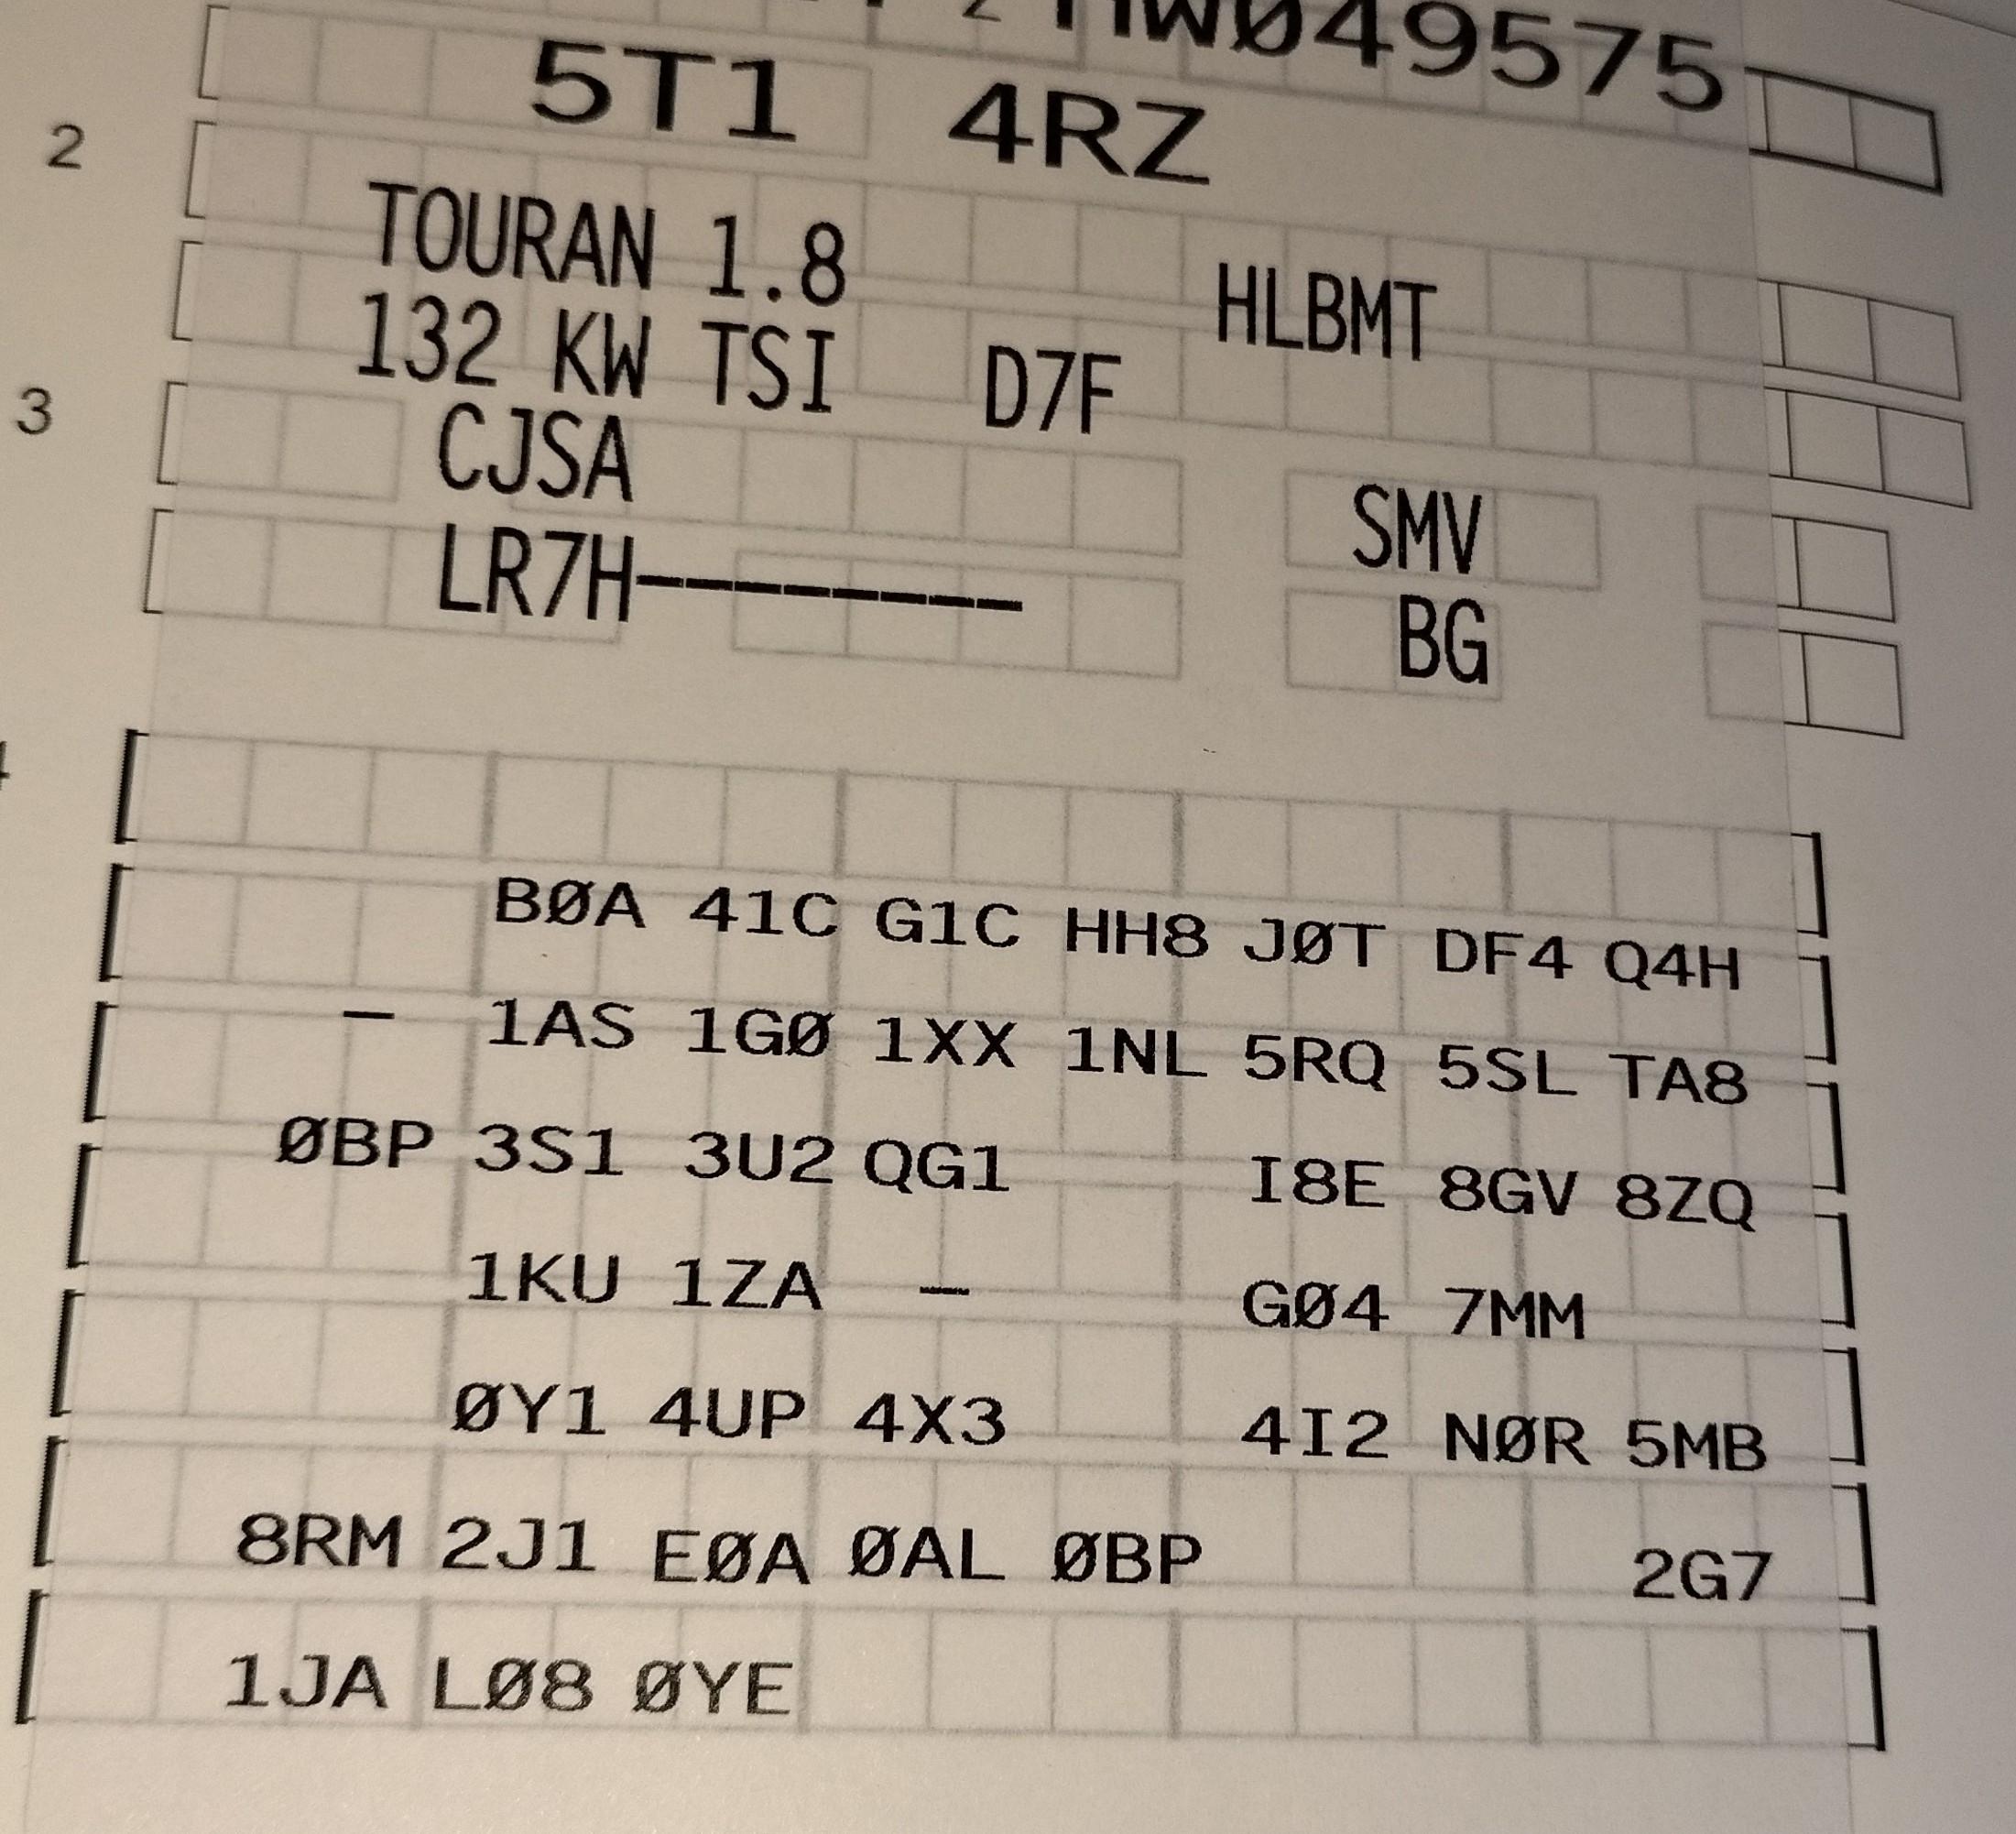 MW049575
5T1 4RZ
2
TOURAN 1.8 HLBMT
132 KW TSI D7F
3
CJSA SMV
LR7H-------- BG
BØA 41C G1C HH8 JØT DF4 Q4H
– 1AS 1GØ 1XX 1NL 5RQ 5SL TA8
ØBP 3S1 3U2 QG1 I8E 8GV 8ZQ
1KU 1ZA – GØ4 7MM
ØY1 4UP 4X3 4I2 NØR 5MB
8RM 2J1 EØA ØAL ØBP 2G7
1JA LØ8 ØYE